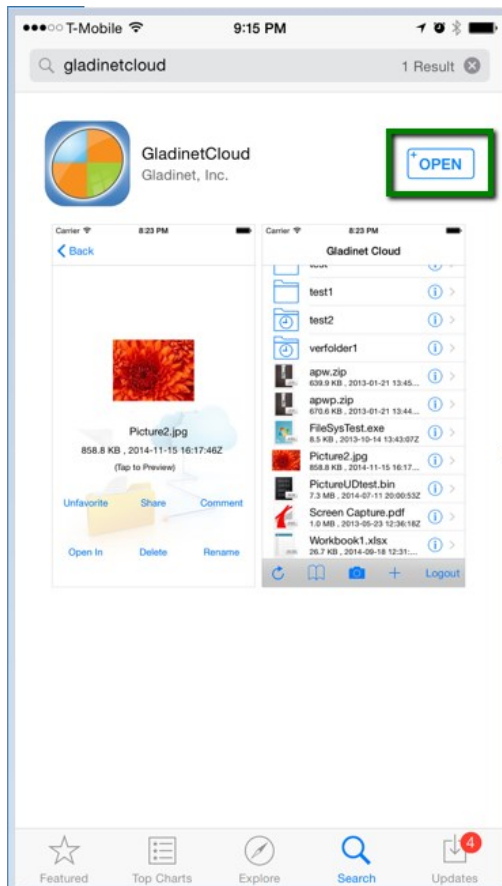 T-Mobile 9:15 PM
gladinetcloud 1 Result
GladinetCloud
Gladinet, Inc.
+OPEN
Carrier 8:23 PM
Back
Picture2.jpg
858.8 KB , 2014-11-15 16:17:46Z
(Tap to Preview)
Unfavorite Share Comment
Open In Delete Rename
Carrier 8:23 PM
Gladinet Cloud
test1
test2
verfolder1
apw.zip
639.9 KB , 2013-01-21 13:45...
apwp.zip
670.6 KB , 2013-01-21 13:44...
FileSysTest.exe
8.5 KB , 2013-10-14 13:43:07Z
Picture2.jpg
858.8 KB , 2014-11-15 16:17...
PictureUDtest.bin
7.3 MB , 2014-07-11 20:00:53Z
Screen Capture.pdf
1.0 MB , 2013-05-23 12:36:18Z
Workbook1.xlsx
26.7 KB , 2014-09-18 12:31:...
Logout
4
Featured Top Charts Explore Search Updates